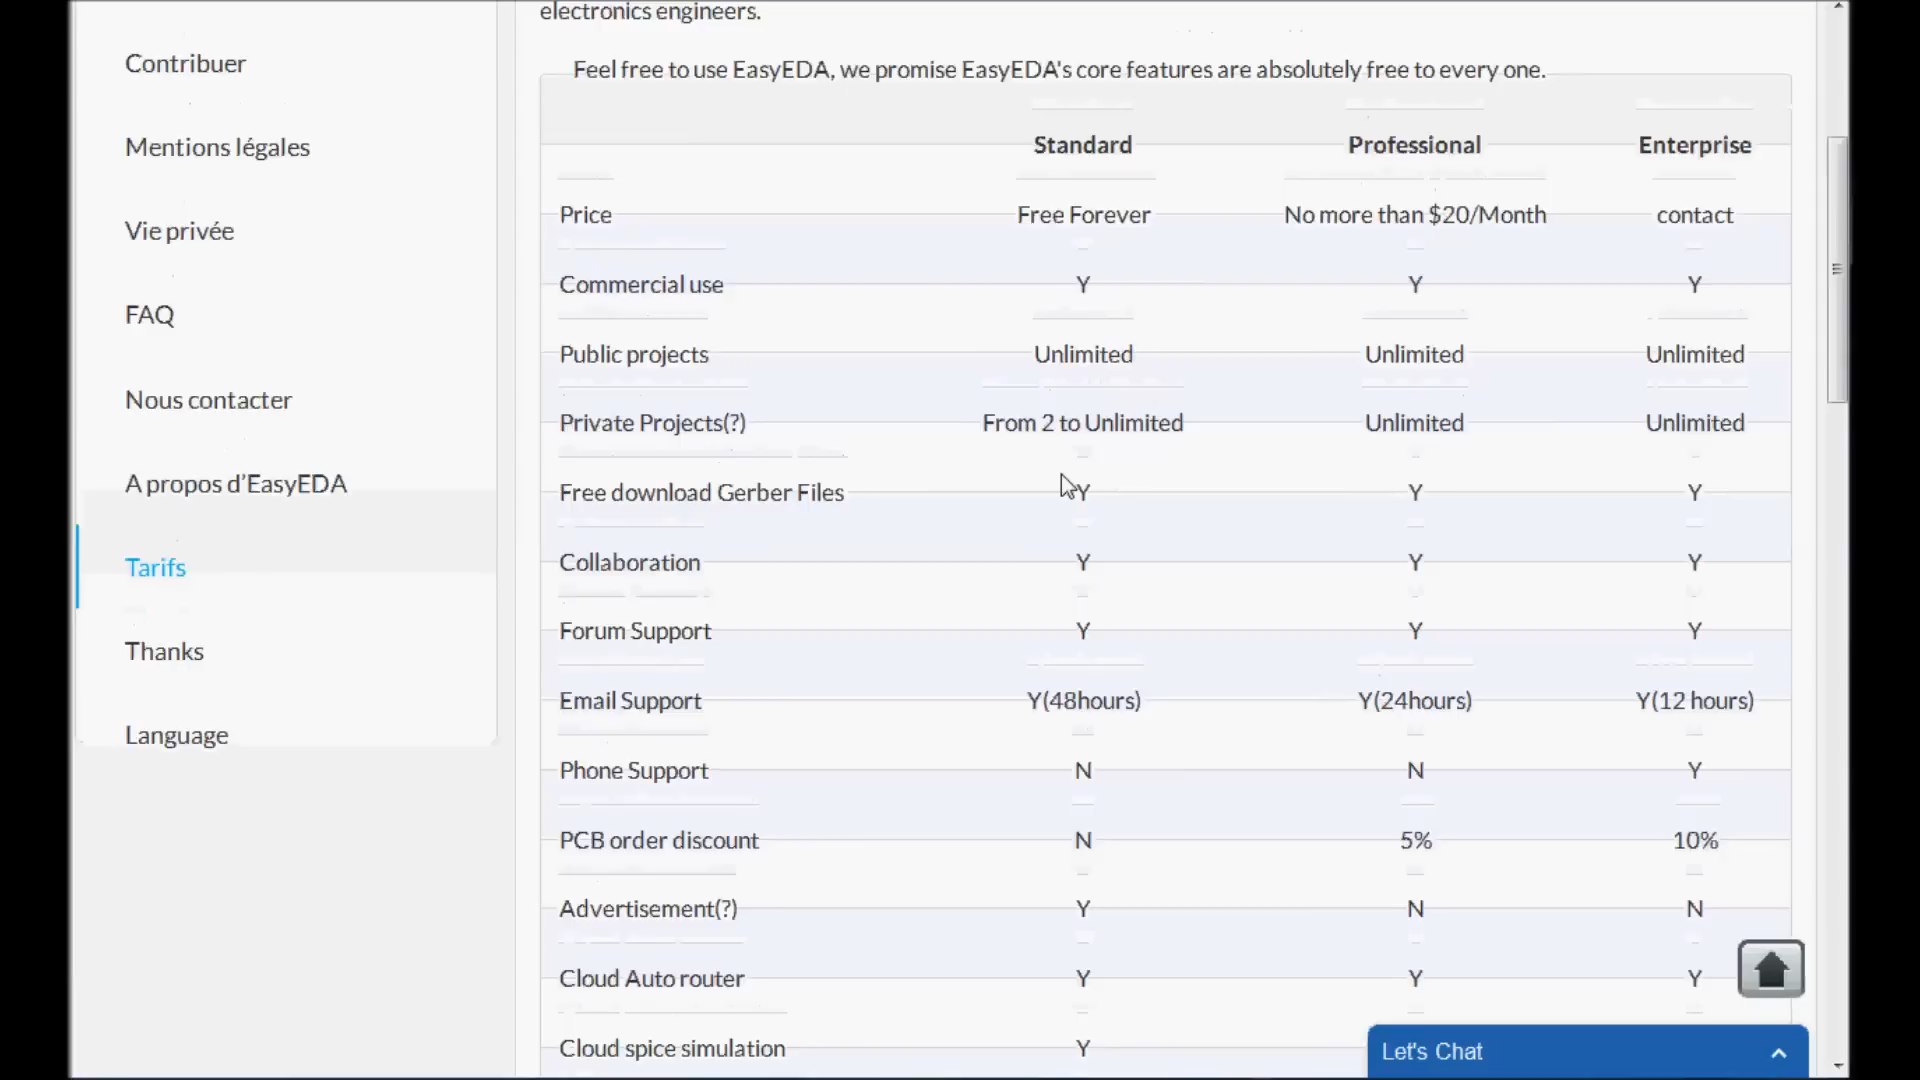 electronics engineers.
Contribuer
Mentions légales
Vie privée
FAQ
Nous contacter
A propos d’EasyEDA
Tarifs
Thanks
Language
Feel free to use EasyEDA, we promise EasyEDA's core features are absolutely free to every one.
Standard Professional Enterprise
Price Free Forever No more than $20/Month contact
Commercial use Y Y Y
Public projects Unlimited Unlimited Unlimited
Private Projects(?) From 2 to Unlimited Unlimited Unlimited
Free download Gerber Files Y Y Y
Collaboration Y Y Y
Forum Support Y Y Y
Email Support Y(48hours) Y(24hours) Y(12 hours)
Phone Support N N Y
PCB order discount N 5% 10%
Advertisement(?) Y N N
Cloud Auto router Y Y Y
Cloud spice simulation Y
Let's Chat